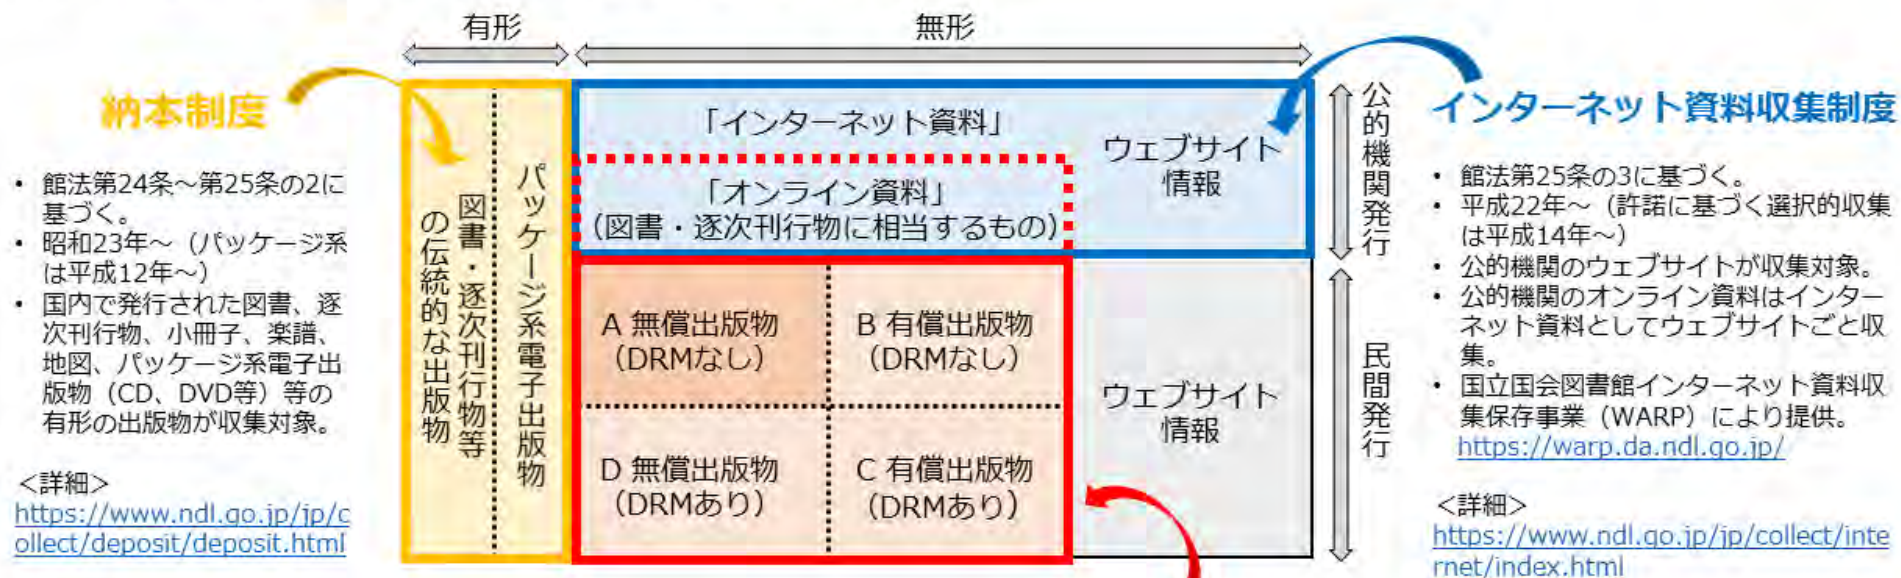 有形
無形
納本制度
・ 館法第24条～第25条の2に
基づく。
・ 昭和23年～（パッケージ系
は平成12年～）
・ 国内で発行された図書、逐
次刊行物、小冊子、楽譜、
地図、パッケージ系電子出
版物（CD、DVD等）等の
有形の出版物が収集対象。
<詳細>
https://www.ndl.go.jp/jp/c
ollect/deposit/deposit.html
図書・逐次刊行物等
の伝統的な出版物
パッケージ系電子出版物
「インターネット資料」
「オンライン資料」
（図書・逐次刊行物に相当するもの）
ウェブサイト
情報
A 無償出版物
（DRMなし）
B 有償出版物
（DRMなし）
D 無償出版物
（DRMあり）
C 有償出版物
（DRMあり）
ウェブサイト
情報
公的機関発行
民間発行
インターネット資料収集制度
・ 館法第25条の3に基づく。
・ 平成22年～（許諾に基づく選択的収集
は平成14年～）
・ 公的機関のウェブサイトが収集対象。
・ 公的機関のオンライン資料はインター
ネット資料としてウェブサイトごと収
集。
・ 国立国会図書館インターネット資料収
集保存事業（WARP）により提供。
https://warp.da.ndl.go.jp/
<詳細>
https://www.ndl.go.jp/jp/collect/inte
rnet/index.html